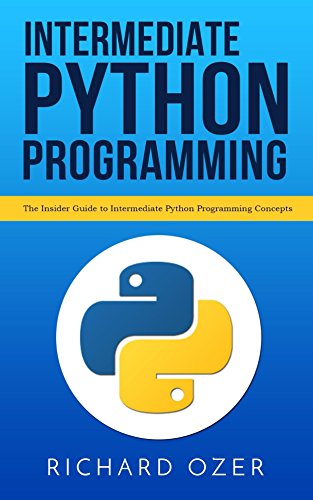 INTERMEDIATE
PYTHON
PROGRAMMING
The Insider Guide to Intermediate Python Programming Concepts
RICHARD OZER